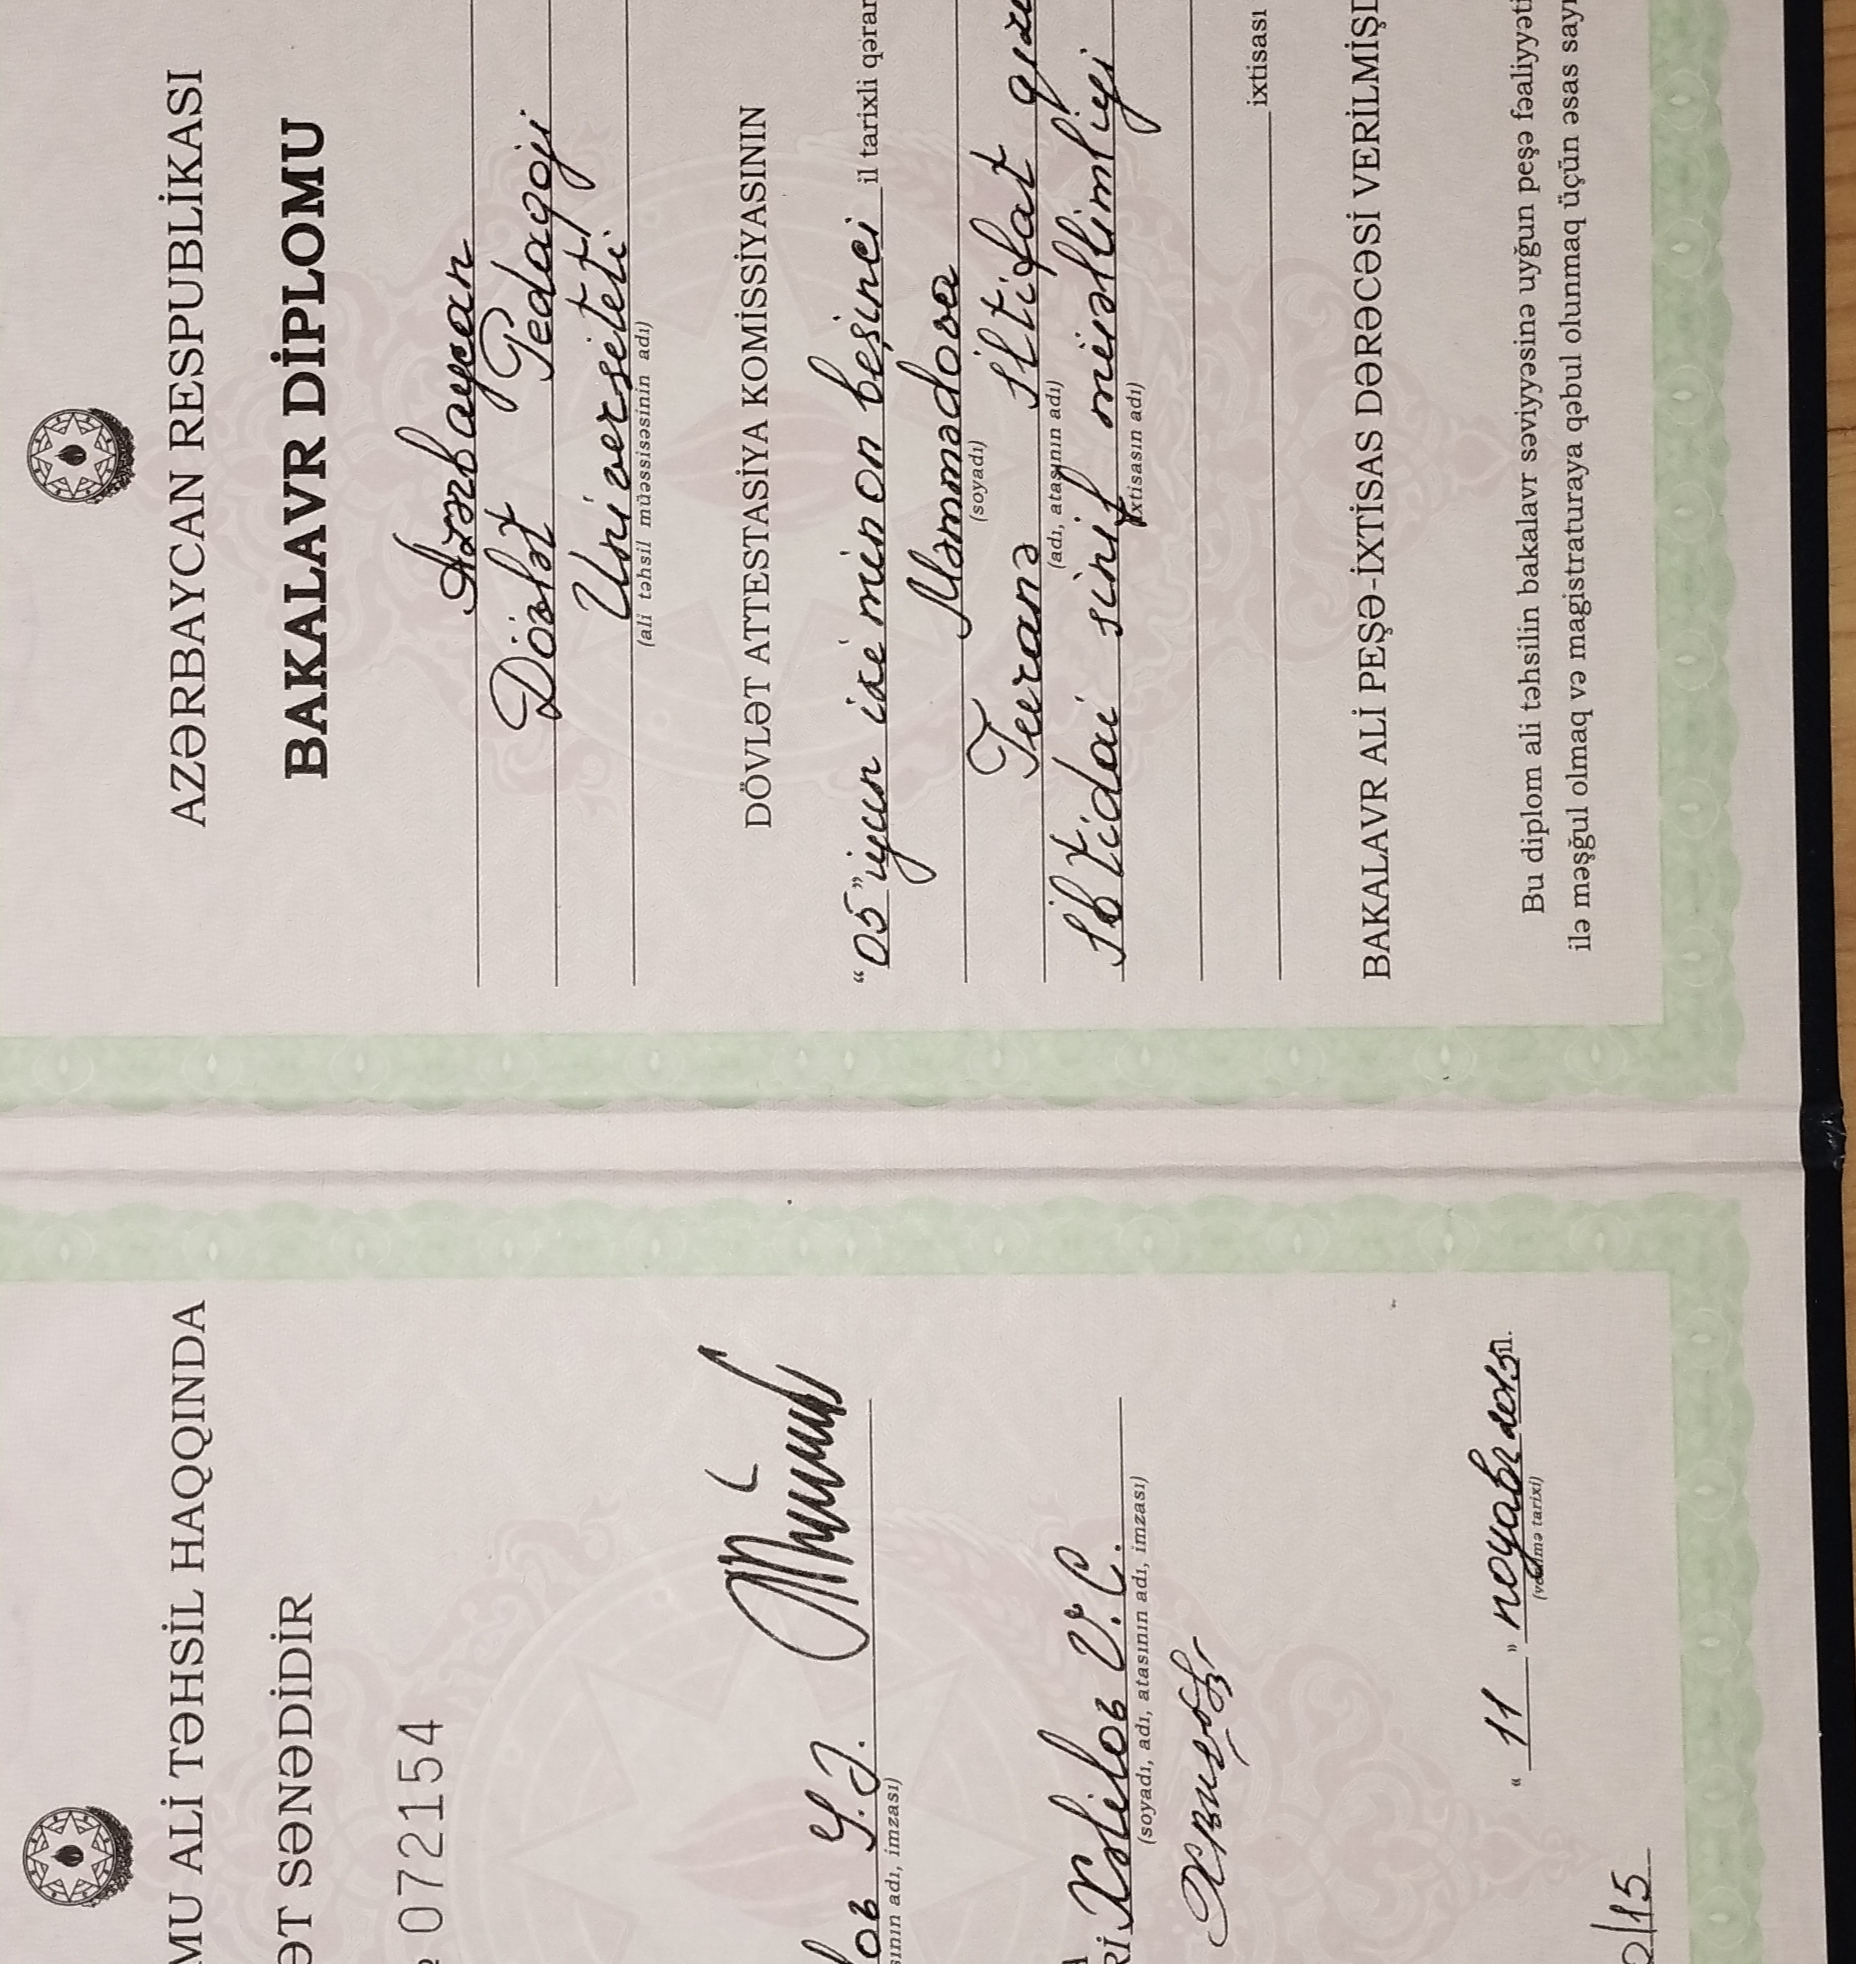 MU ALİ TƏHSİL HAQQINDA
ƏT SƏNƏDİDİR
072154
Y.J.
sının adı, imzası)
Xəlilov V.C.
(soyadı, adı, atasının adı, imzası)
“ 11 ” noyabr 2015 il.
(verilmə tarixi)
AZƏRBAYCAN RESPUBLİKASI
BAKALAVR DİPLOMU
Azərbaycan
Dövlət Pedaqoji
Universiteti
(ali təhsil müəssisəsinin adı)
DÖVLƏT ATTESTASİYA KOMİSSİYASININ
“05” iyun iki min on beşinci il tarixli qərar
Məmmədova
(soyadı)
Turanə İltifat qızı
(adı, atasının adı)
İbtidai sinif müəllimliyi
(ixtisasın adı)
ixtisası
BAKALAVR ALİ PEŞƏ-İXTİSAS DƏRƏCƏSİ VERİLMİŞD
Bu diplom ali təhsilin bakalavr səviyyəsinə uyğun peşə fəaliyyəti
ilə məşğul olmaq və magistraturaya qəbul olunmaq üçün əsas sayı